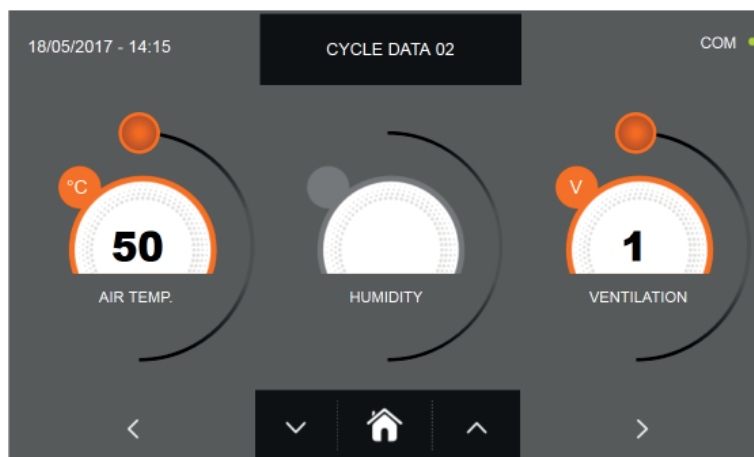 18/05/2017 - 14:15
CYCLE DATA 02
COM
°C
50
AIR TEMP.
HUMIDITY
V
1
VENTILATION